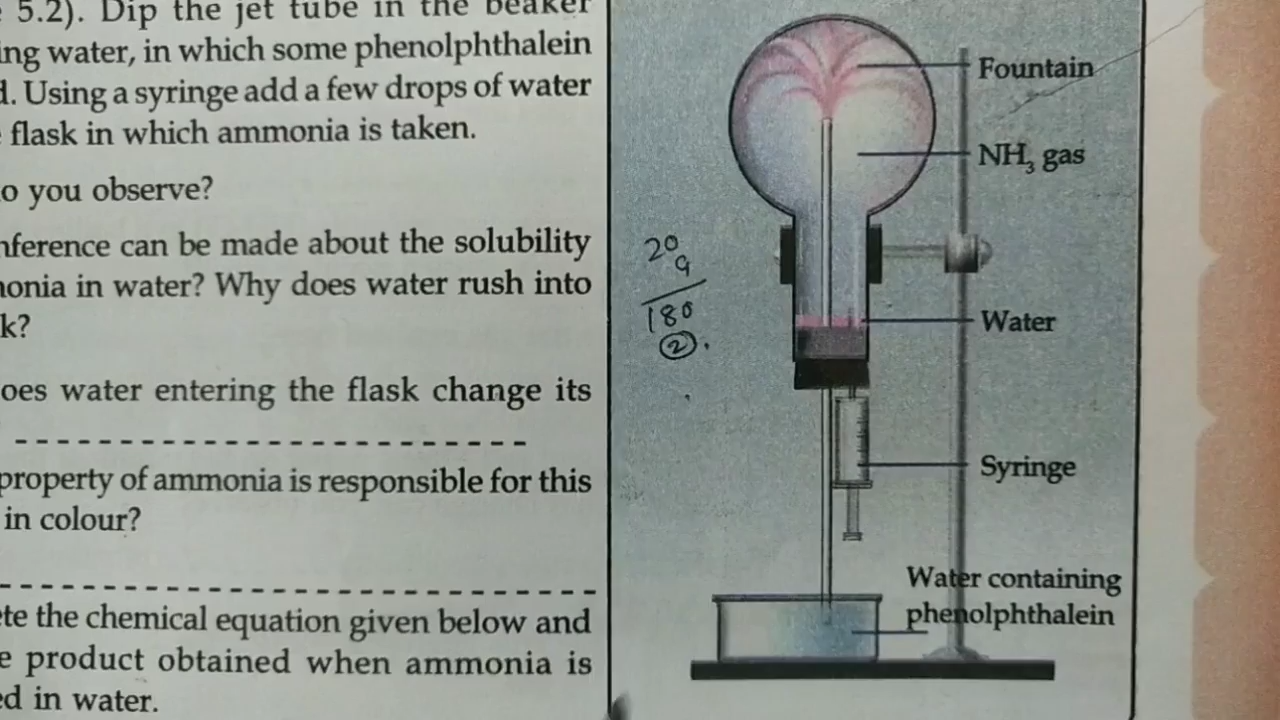 5.2). Dip the jet tube in the beaker
ing water, in which some phenolphthalein
d. Using a syringe add a few drops of water
flask in which ammonia is taken.
o you observe?
nference can be made about the solubility
onia in water? Why does water rush into
k?
oes water entering the flask change its
property of ammonia is responsible for this
in colour?
te the chemical equation given below and
e product obtained when ammonia is
ed in water.
Fountain
NH₃ gas
20
9
180
2
Water
Syringe
Water containing
phenolphthalein